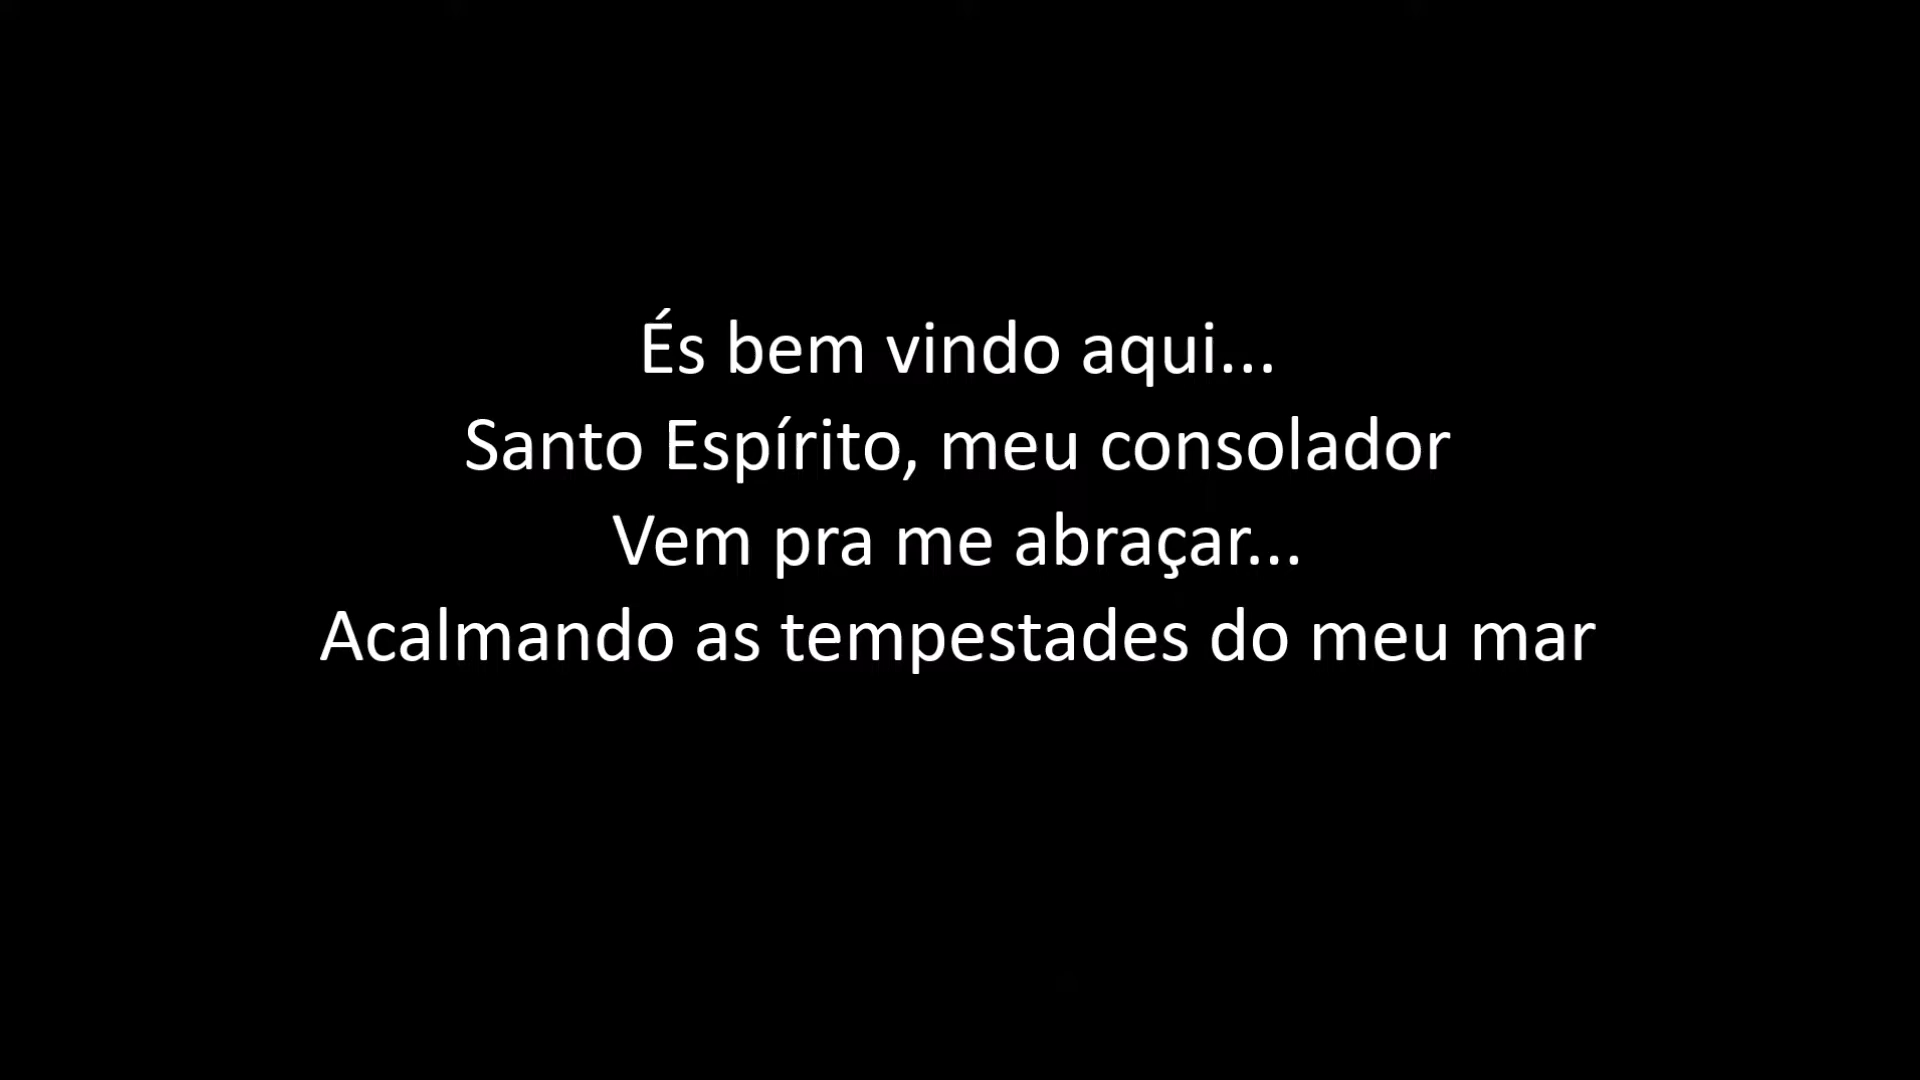 És bem vindo aqui...
Santo Espírito, meu consolador
Vem pra me abraçar...
Acalmando as tempestades do meu mar